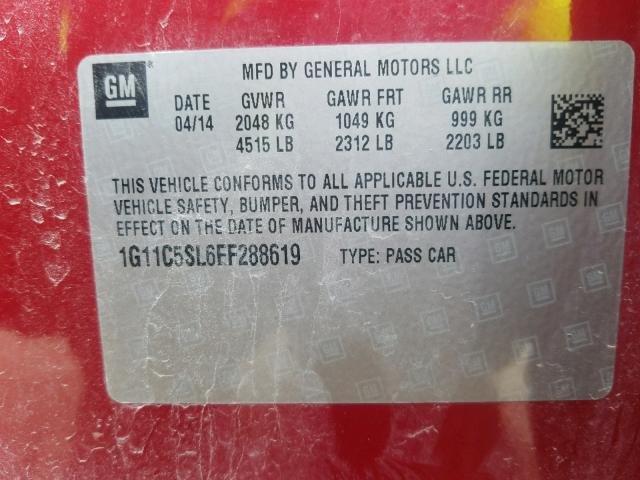 GM
MFD BY GENERAL MOTORS LLC
DATE GVWR GAWR FRT GAWR RR
04/14 2048 KG 1049 KG 999 KG
4515 LB 2312 LB 2203 LB
THIS VEHICLE CONFORMS TO ALL APPLICABLE U.S. FEDERAL MOTOR
VEHICLE SAFETY, BUMPER, AND THEFT PREVENTION STANDARDS IN
EFFECT ON THE DATE OF MANUFACTURE SHOWN ABOVE.
1G11C5SL6FF288619 TYPE: PASS CAR